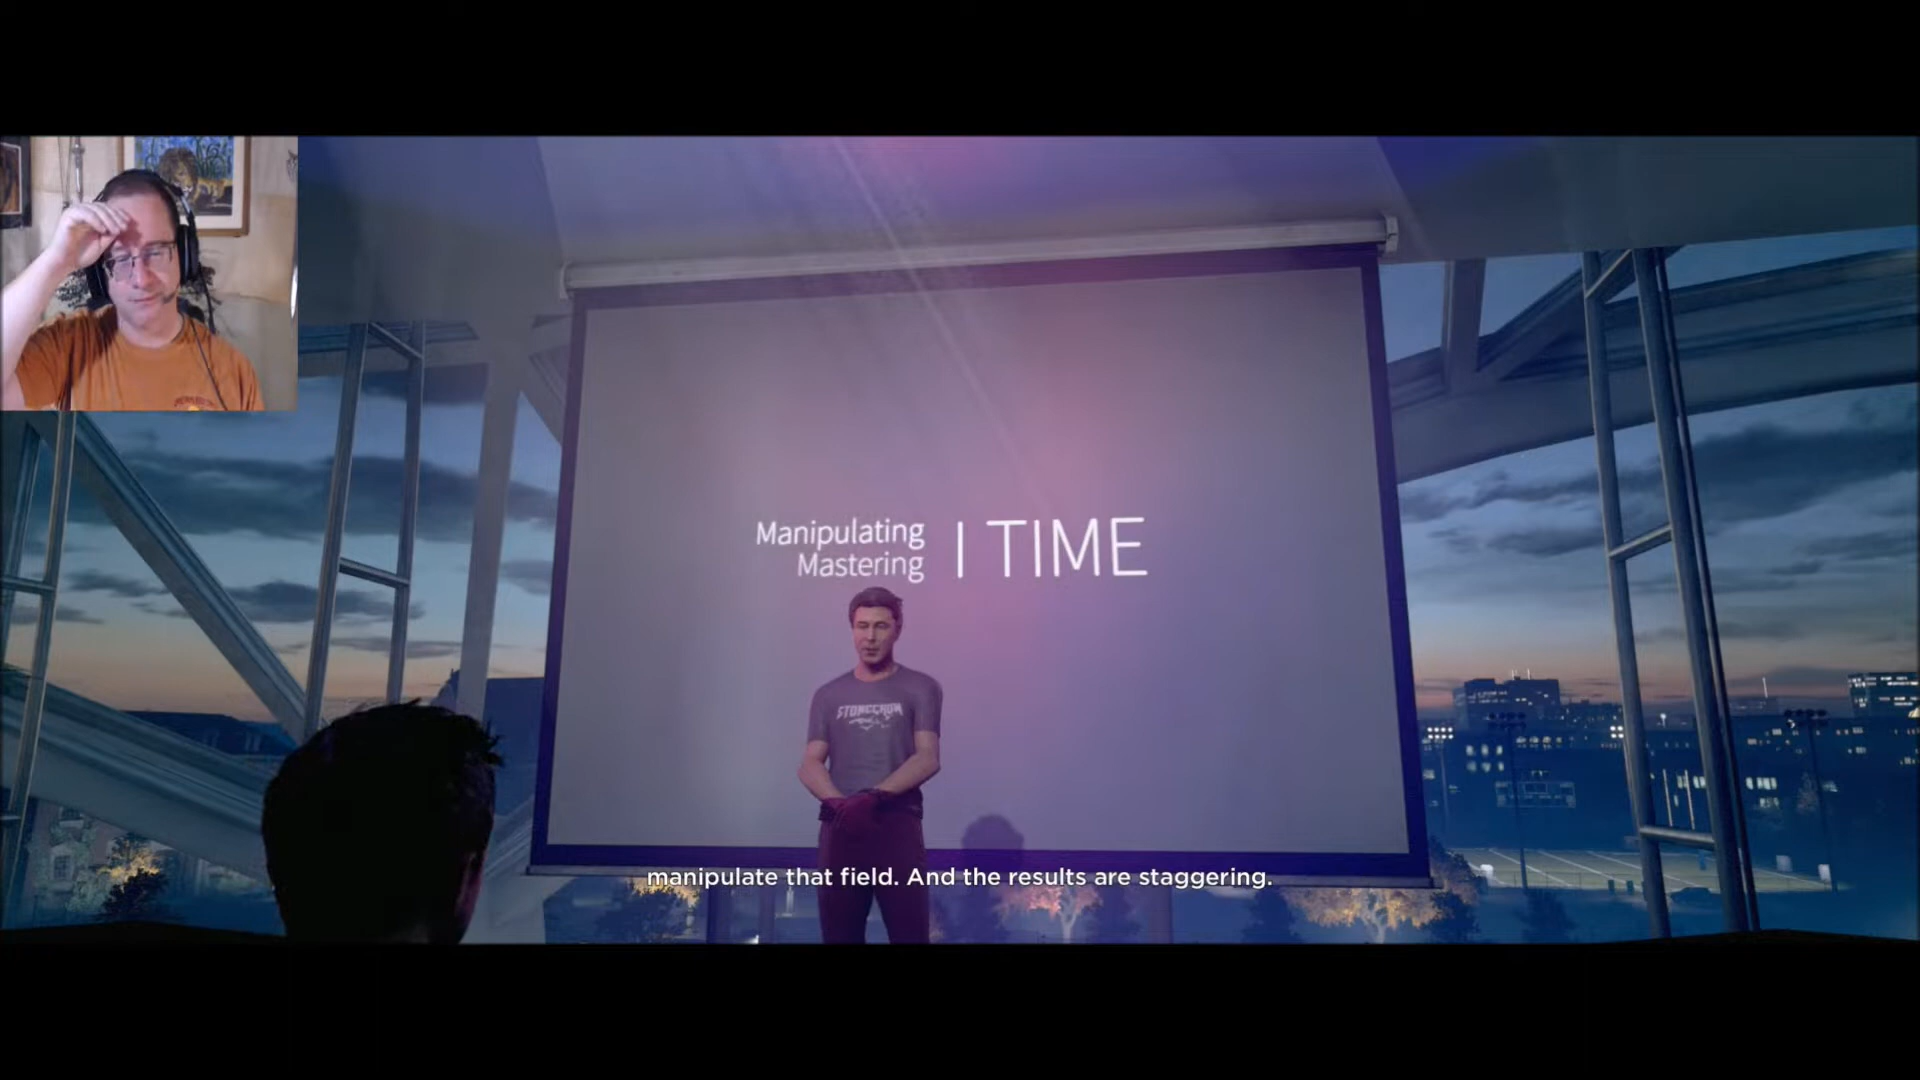 Manipulating
Mastering
| TIME
STONECROW
manipulate that field. And the results are staggering.